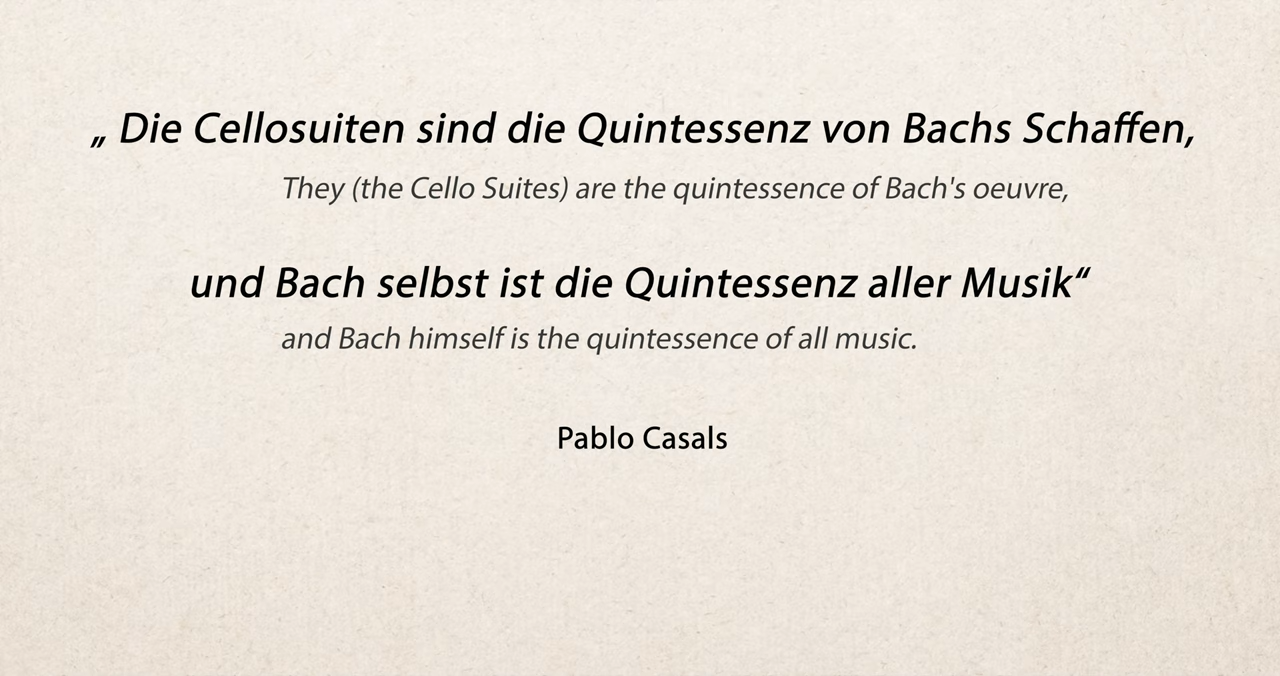 „ Die Cellosuiten sind die Quintessenz von Bachs Schaffen,
They (the Cello Suites) are the quintessence of Bach's oeuvre,
und Bach selbst ist die Quintessenz aller Musik“
and Bach himself is the quintessence of all music.
Pablo Casals